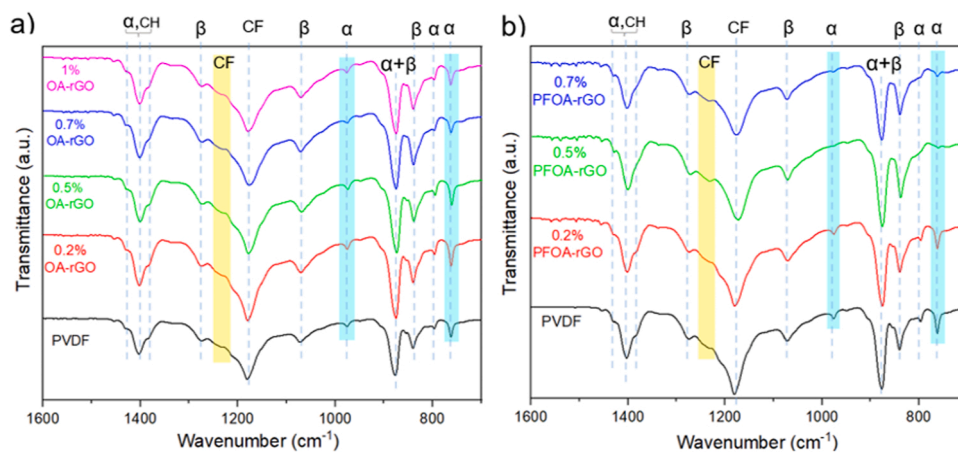 a)
α,CH
β
CF
β
α
β
α
α
CF
α+β
1%
OA-rGO
0.7%
OA-rGO
0.5%
OA-rGO
0.2%
OA-rGO
PVDF
Transmittance (a.u.)
1600
1400
1200
1000
800
Wavenumber (cm⁻¹)
b)
α,CH
β
CF
β
α
β
α
α
CF
α+β
0.7%
PFOA-rGO
0.5%
PFOA-rGO
0.2%
PFOA-rGO
PVDF
Transmittance (a.u.)
1600
1400
1200
1000
800
Wavenumber (cm⁻¹)